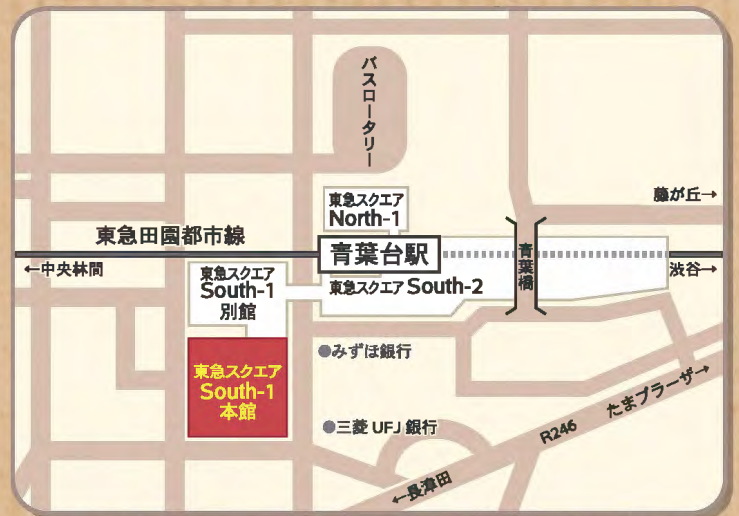 バスロータリー
藤が丘→
東急スクエア
North-1
東急田園都市線
青葉台駅
青葉橋
←中央林間
渋谷→
東急スクエア
South-1
別館
東急スクエア South-2
●みずほ銀行
東急スクエア
South-1
本館
●三菱 UFJ 銀行
R246 たまプラーザ→
←長津田